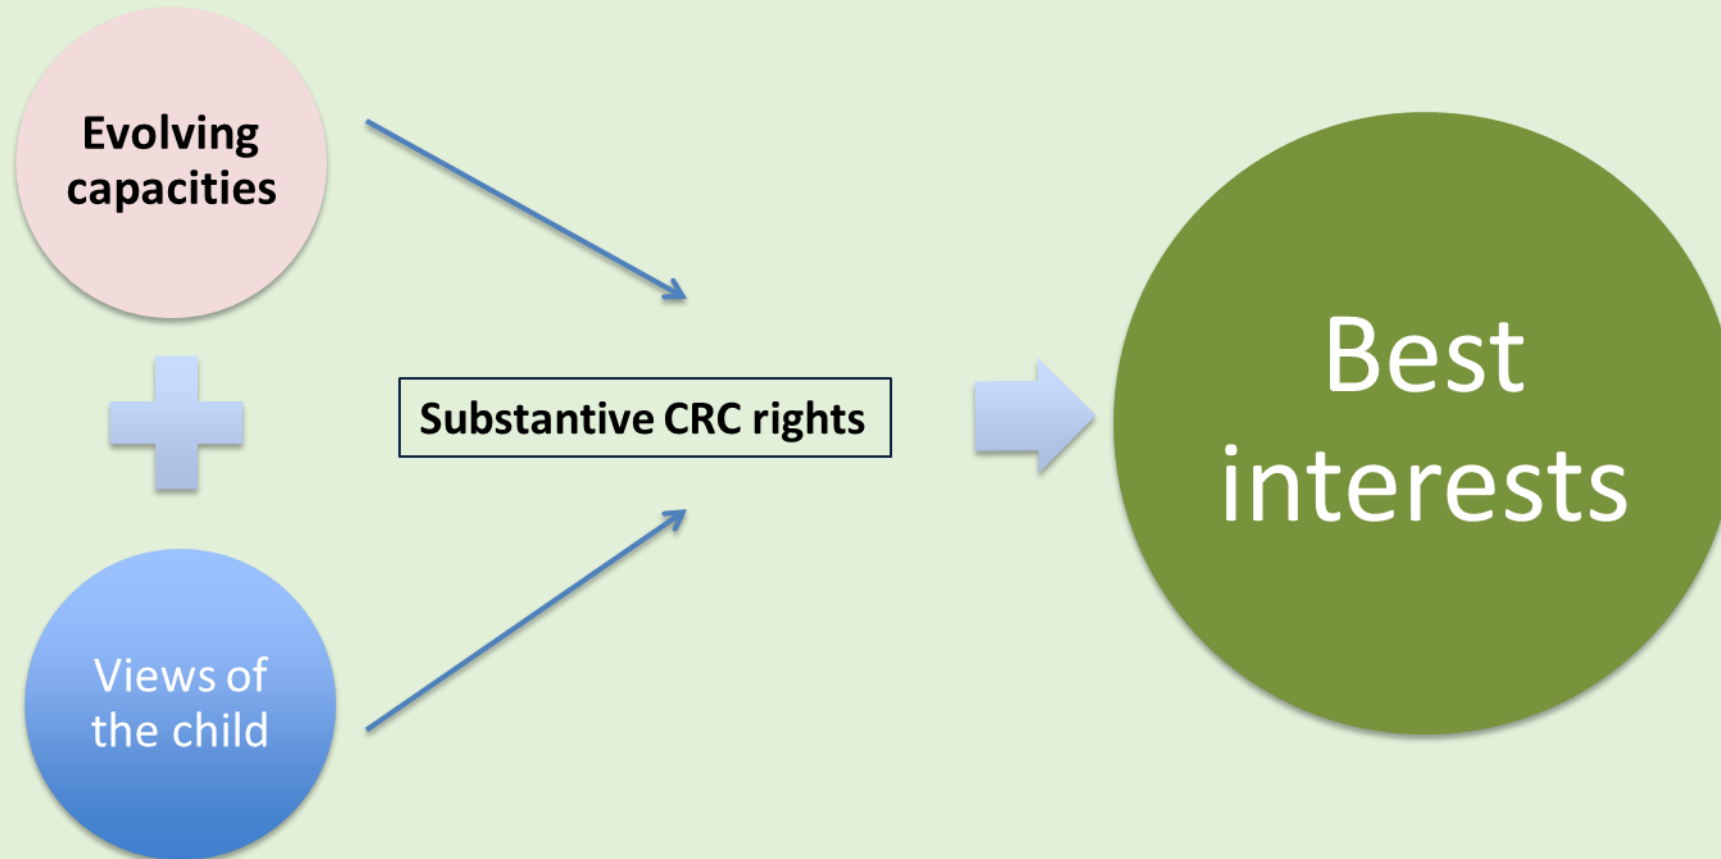 Evolving
capacities
Substantive CRC rights
Views of
the child
Best
interests